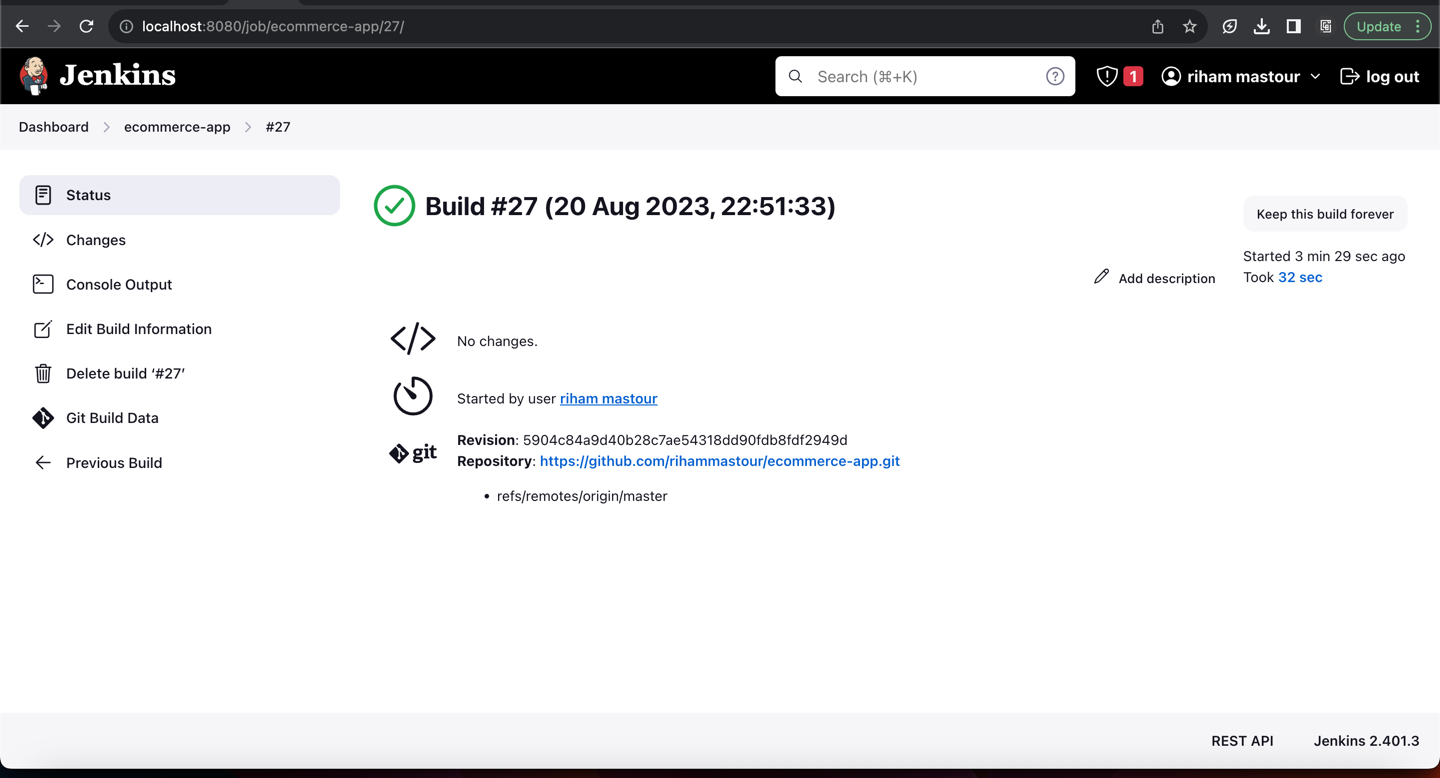 localhost:8080/job/ecommerce-app/27/
Update
Jenkins
Search (⌘+K)
1
riham mastour
log out
Dashboard
ecommerce-app
#27
Status
Changes
Console Output
Edit Build Information
Delete build ‘#27’
Git Build Data
Previous Build
Build #27 (20 Aug 2023, 22:51:33)
Keep this build forever
Started 3 min 29 sec ago
Took 32 sec
Add description
No changes.
Started by user riham mastour
git
Revision: 5904c84a9d40b28c7ae54318dd90fdb8fdf2949d
Repository: https://github.com/rihammastour/ecommerce-app.git
• refs/remotes/origin/master
REST API
Jenkins 2.401.3